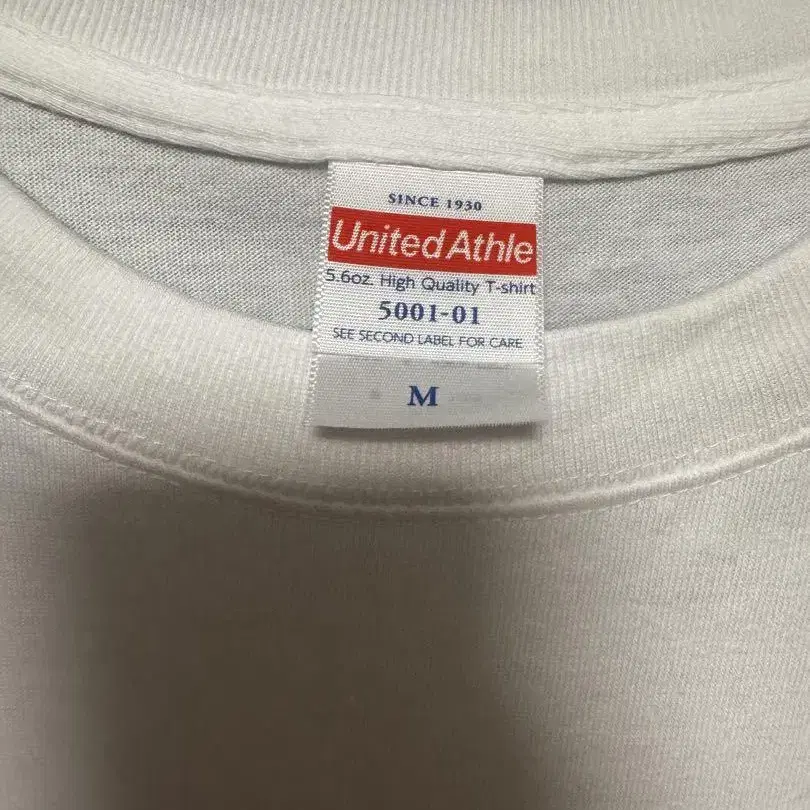 SINCE 1930
United Athle
5.6oz. High Quality T-shirt
5001-01
SEE SECOND LABEL FOR CARE
M